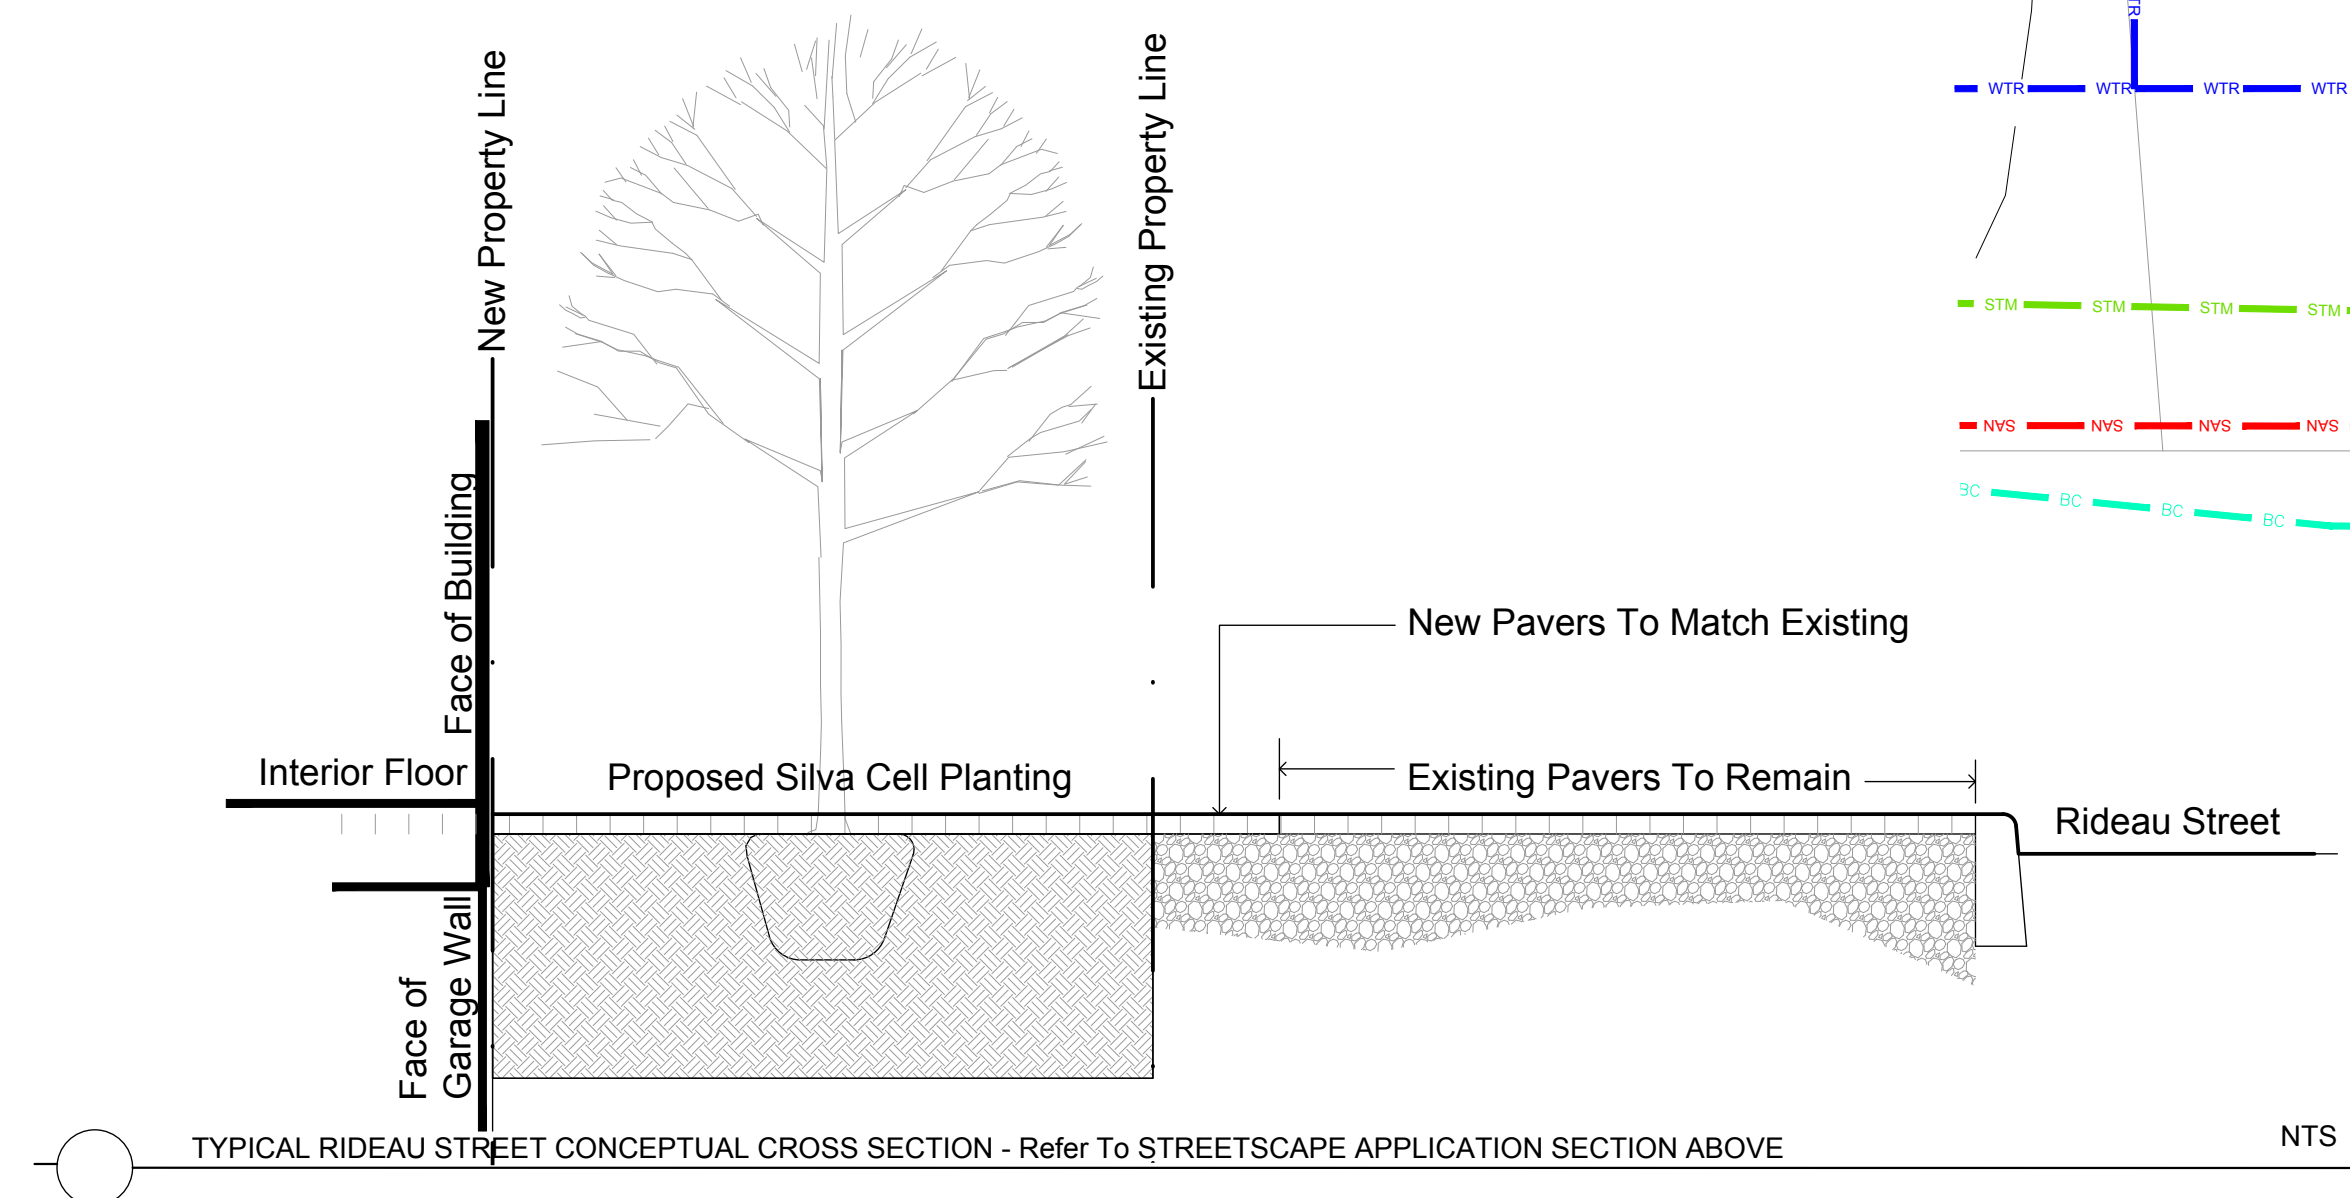 New Property Line
Existing Property Line
TR
WTR WTR WTR WTR
STM STM STM STM
SAN SAN SAN SAN
BC BC BC BC
Face of Building
New Pavers To Match Existing
Interior Floor
Proposed Silva Cell Planting
Existing Pavers To Remain
Rideau Street
Face of
Garage Wall
TYPICAL RIDEAU STREET CONCEPTUAL CROSS SECTION - Refer To STREETSCAPE APPLICATION SECTION ABOVE
NTS